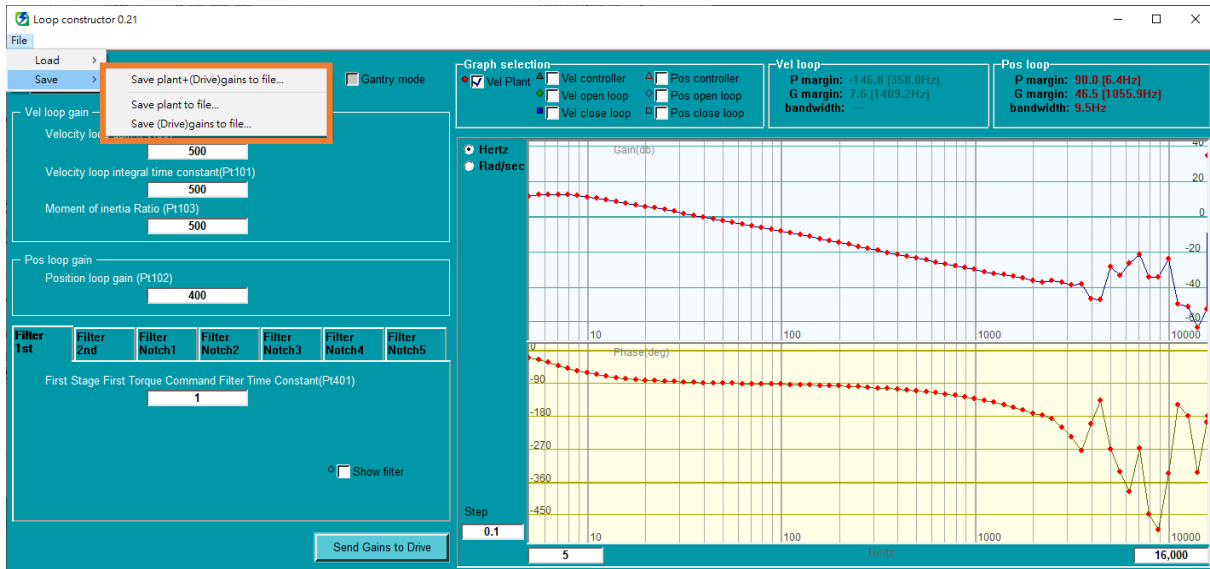 Loop constructor 0.21
File
Load >
Save >
Save plant+(Drive)gains to file...
Save plant to file...
Save (Drive)gains to file...
Gantry mode
Vel loop gain
Velocity loop
500
Velocity loop integral time constant(Pt101)
500
Moment of inertia Ratio (Pt103)
500
Pos loop gain
Position loop gain (Pt102)
400
Filter 1st
Filter 2nd
Filter Notch1
Filter Notch2
Filter Notch3
Filter Notch4
Filter Notch5
First Stage First Torque Command Filter Time Constant(Pt401)
1
Show filter
Send Gains to Drive
Graph selection
Vel Plant
Vel controller
Pos controller
Vel open loop
Pos open loop
Vel close loop
Pos close loop
Vel loop
P margin: -146.8 (358.0Hz)
G margin: 7.6 (1409.2Hz)
bandwidth: --
Pos loop
P margin: 90.0 (6.4Hz)
G margin: 46.5 (1055.9Hz)
bandwidth: 9.5Hz
Hertz
Rad/sec
Gain(db)
40
20
0
-20
-40
-60
10
100
1000
10000
Phase(deg)
0
-90
-180
-270
-360
-450
10
100
1000
10000
Step
0.1
5
Hertz
16,000